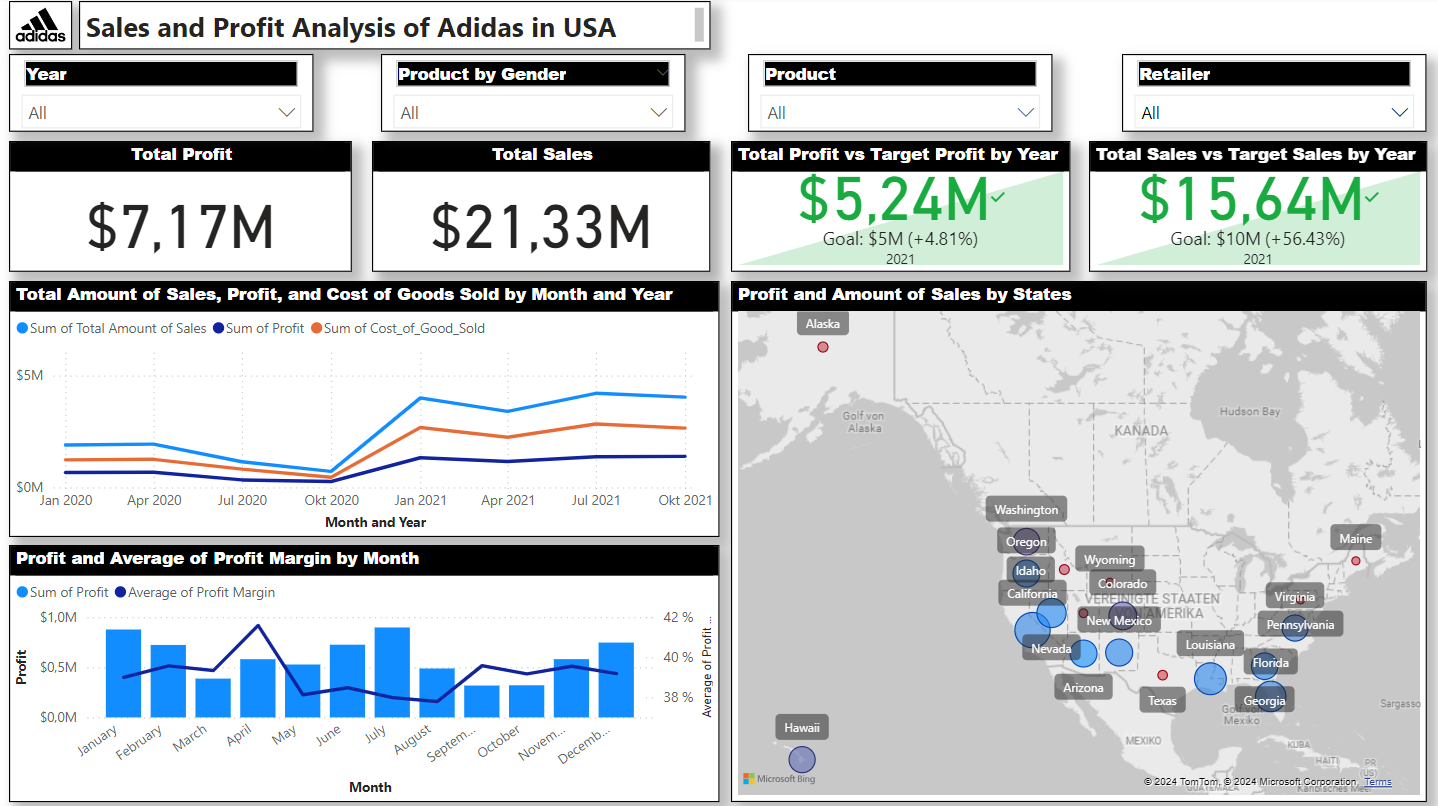 adidas
Sales and Profit Analysis of Adidas in USA
Year
All
Product by Gender
All
Product
All
Retailer
All
Total Profit
$7,17M
Total Sales
$21,33M
Total Profit vs Target Profit by Year
$5,24M
Goal: $5M (+4.81%)
2021
Total Sales vs Target Sales by Year
$15,64M
Goal: $10M (+56.43%)
2021
Total Amount of Sales, Profit, and Cost of Goods Sold by Month and Year
Sum of Total Amount of Sales Sum of Profit Sum of Cost_of_Good_Sold
$5M
$0M
Jan 2020 Apr 2020 Jul 2020 Okt 2020 Jan 2021 Apr 2021 Jul 2021 Okt 2021
Month and Year
Profit and Average of Profit Margin by Month
Sum of Profit Average of Profit Margin
$1,0M
$0,5M
$0,0M
Profit
42 %
40 %
38 %
Average of Profit ...
January February March April May June July August Septem... October Novem... Decemb...
Month
Profit and Amount of Sales by States
Alaska
Golf von
Alaska
Hudson Bay
KANADA
Washington
Oregon
Idaho
California
Wyoming
Colorado
VEREINIGTE STAATEN
VON AMERIKA
New Mexico
Nevada
Arizona
Texas
Louisiana
Maine
Virginia
Pennsylvania
Florida
Georgia
Golf von
Mexiko
Sargasso
Hawaii
MEXIKO
KUBA
HAITI
PR
(US)
GUATEMALA
Karibisches Meer
Microsoft Bing
© 2024 TomTom, © 2024 Microsoft Corporation, Terms